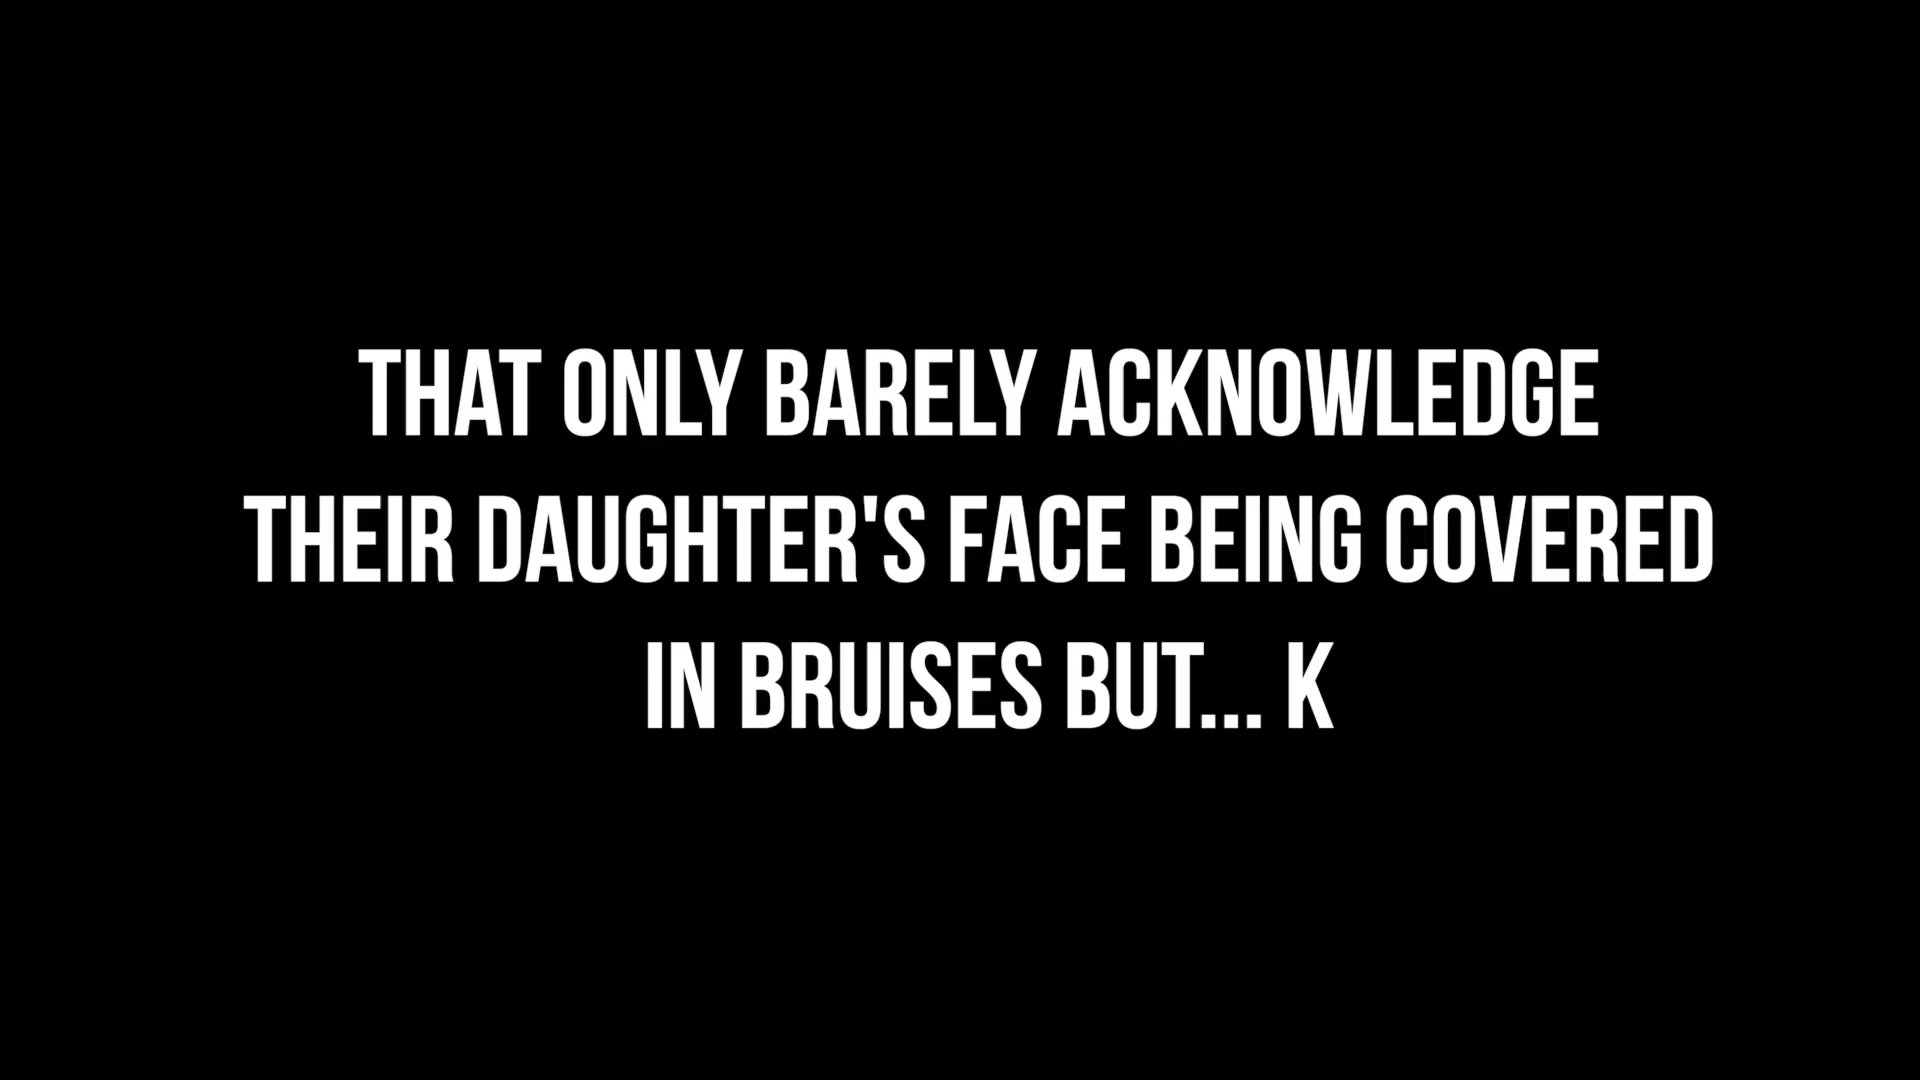 THAT ONLY BARELY ACKNOWLEDGE
THEIR DAUGHTER'S FACE BEING COVERED
IN BRUISES BUT... K